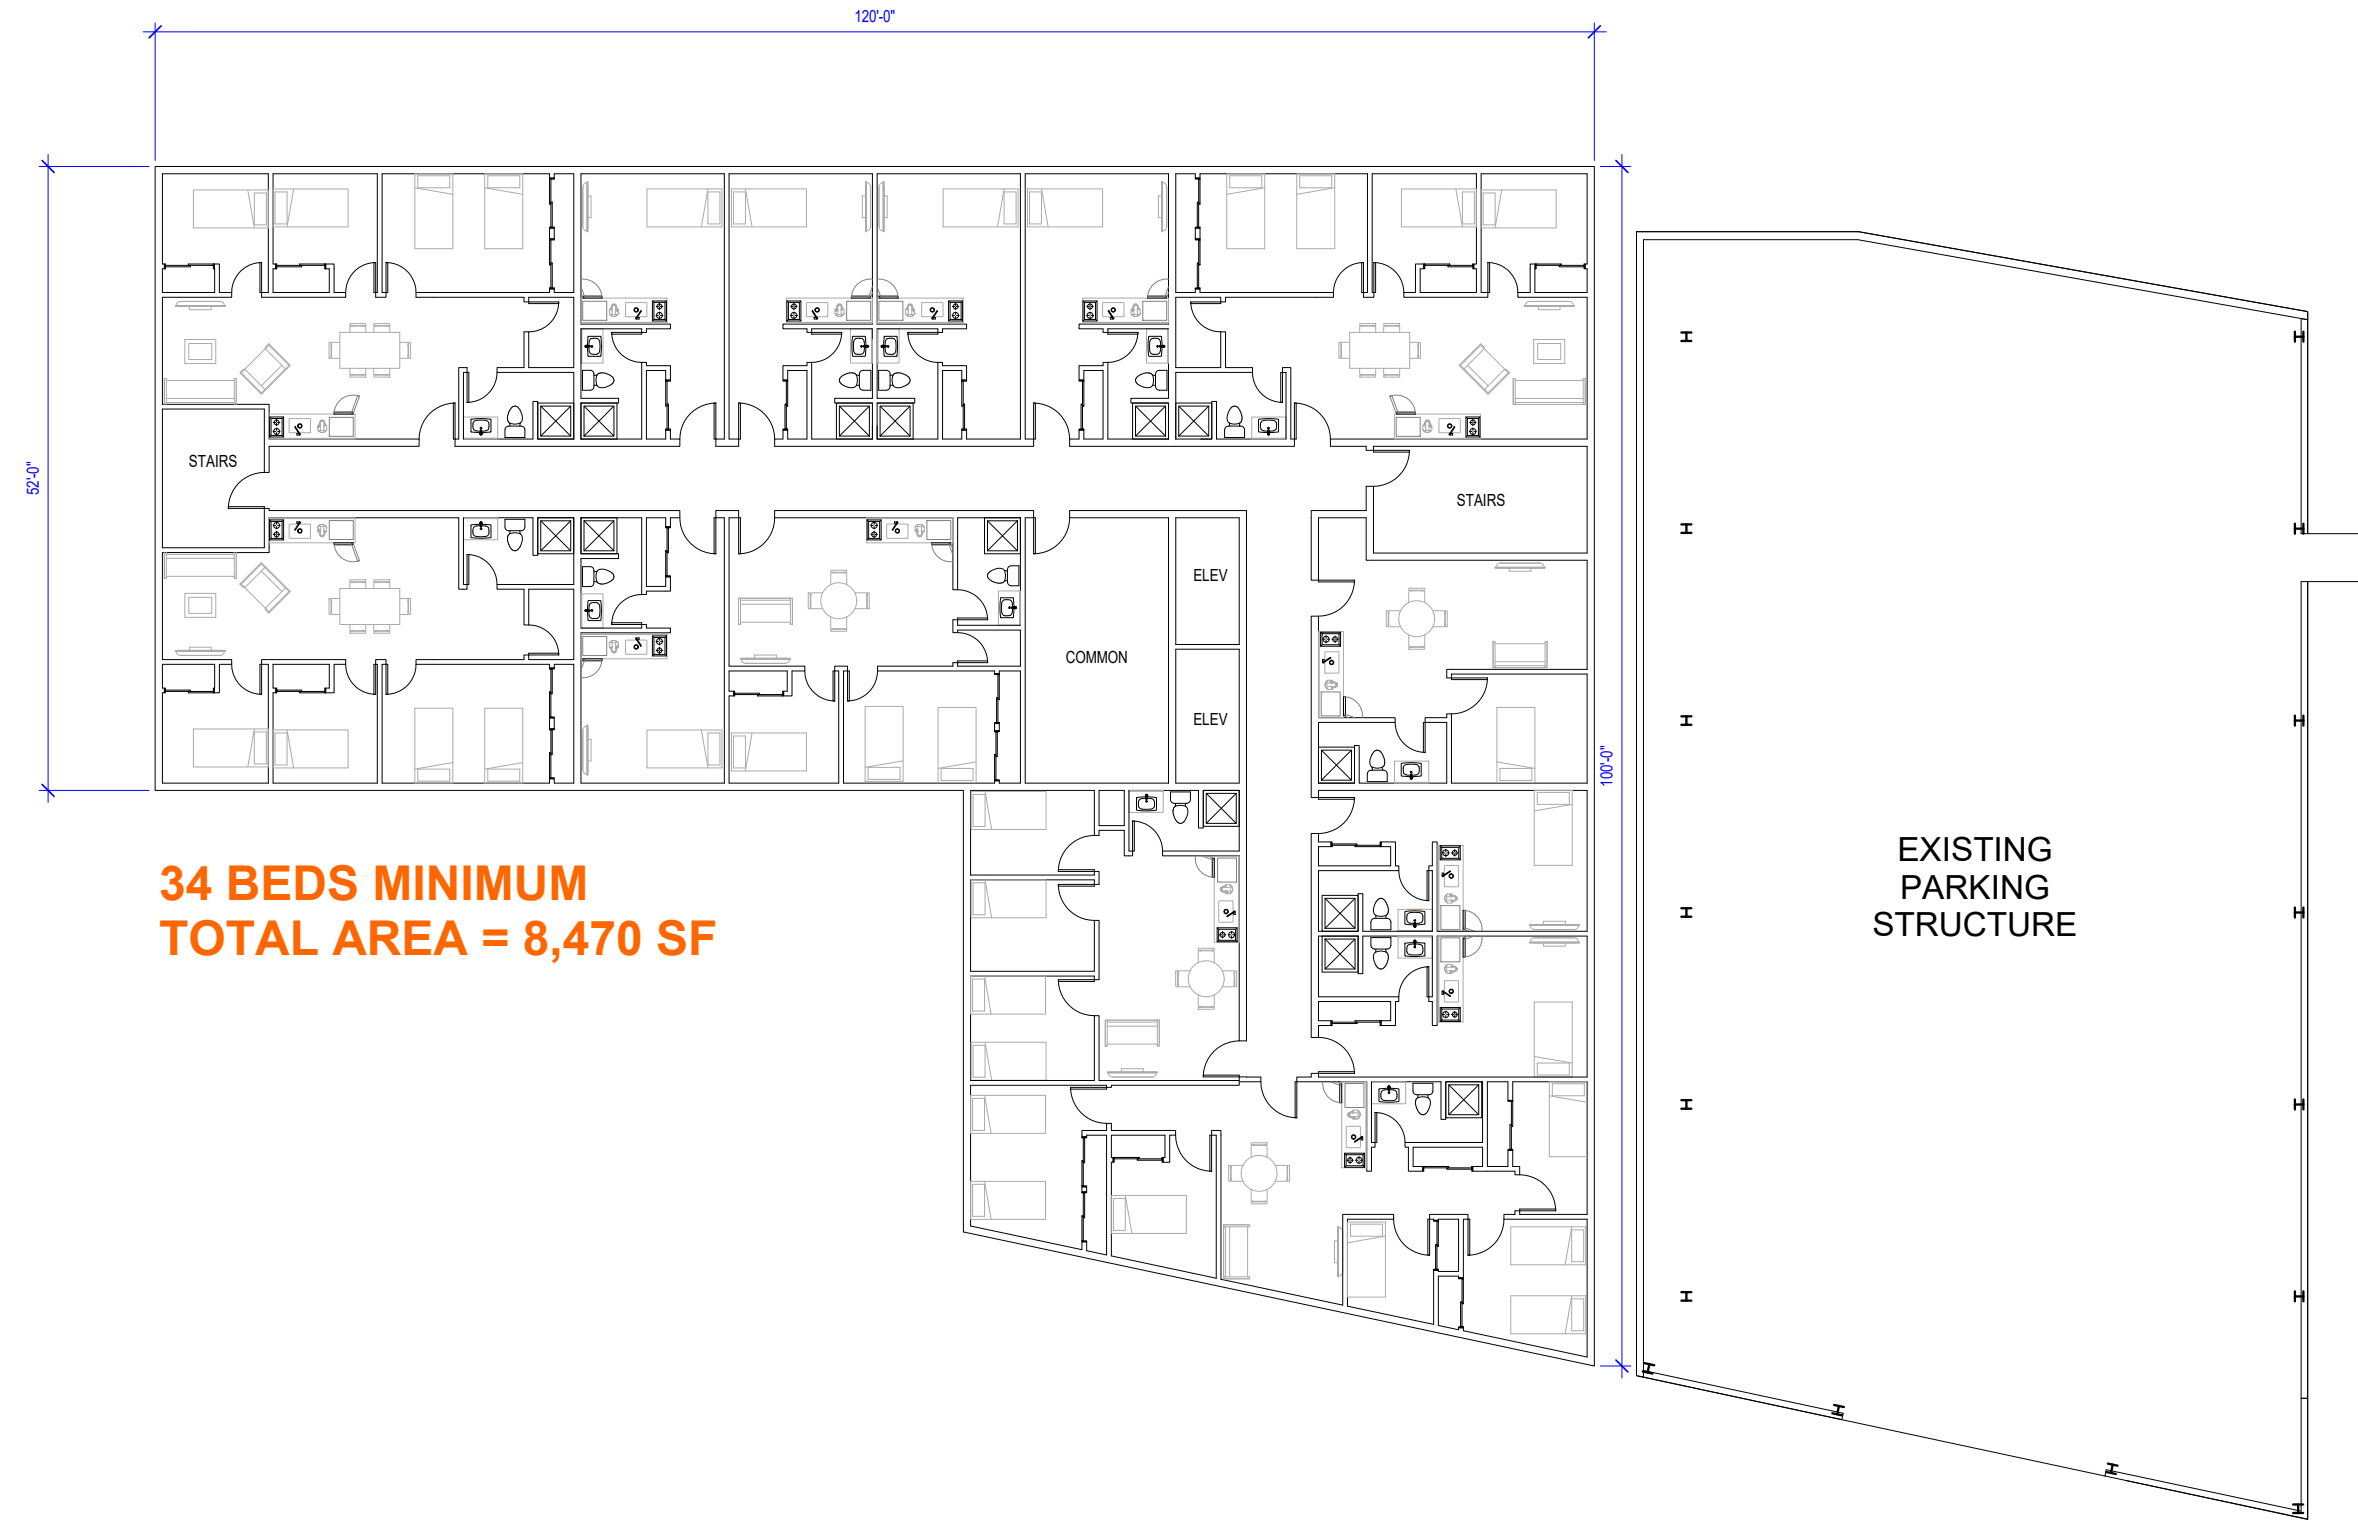 120'-0"
52'-0"
STAIRS
STAIRS
ELEV
COMMON
ELEV
100'-0"
34 BEDS MINIMUM
TOTAL AREA = 8,470 SF
EXISTING
PARKING
STRUCTURE